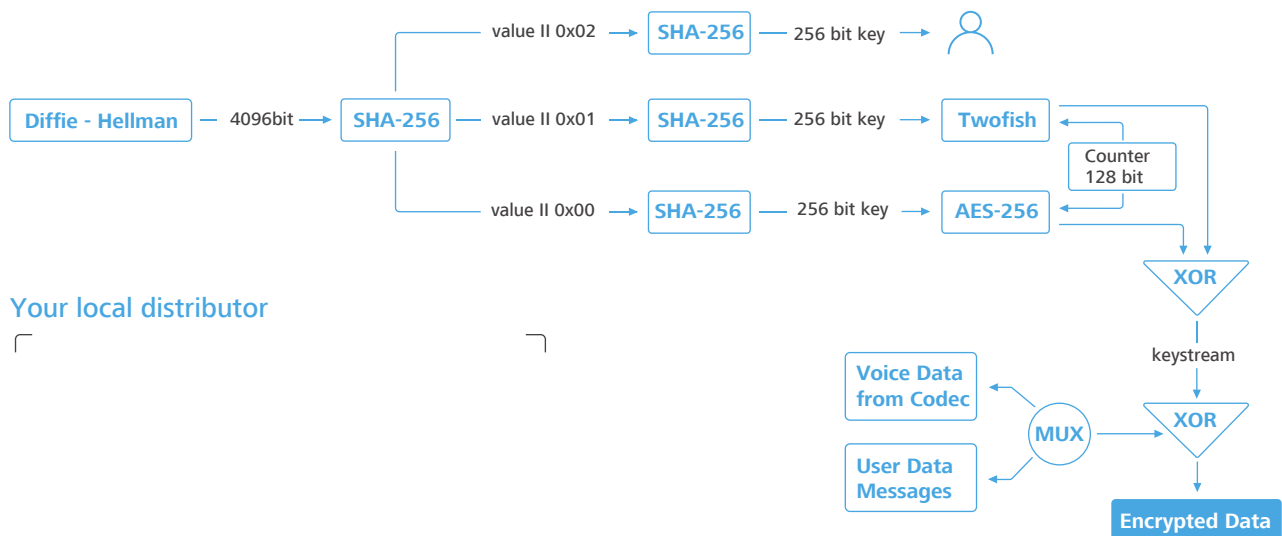 value II 0x02
SHA-256
256 bit key
Diffie - Hellman
4096bit
SHA-256
value II 0x01
SHA-256
256 bit key
Twofish
Counter
128 bit
value II 0x00
SHA-256
256 bit key
AES-256
XOR
Your local distributor
keystream
Voice Data
from Codec
MUX
XOR
User Data
Messages
Encrypted Data